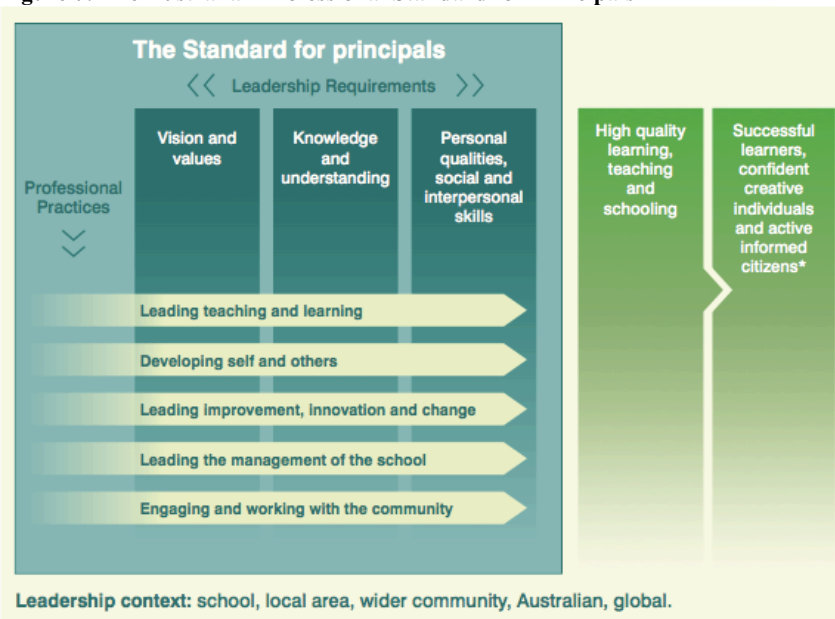 The Standard for principals
Leadership Requirements
Professional
Practices
Vision and
values
Knowledge
and
understanding
Personal
qualities,
social and
interpersonal
skills
High quality
learning,
teaching
and
schooling
Successful
learners,
confident
creative
individuals
and active
informed
citizens*
Leading teaching and learning
Developing self and others
Leading improvement, innovation and change
Leading the management of the school
Engaging and working with the community
Leadership context: school, local area, wider community, Australian, global.